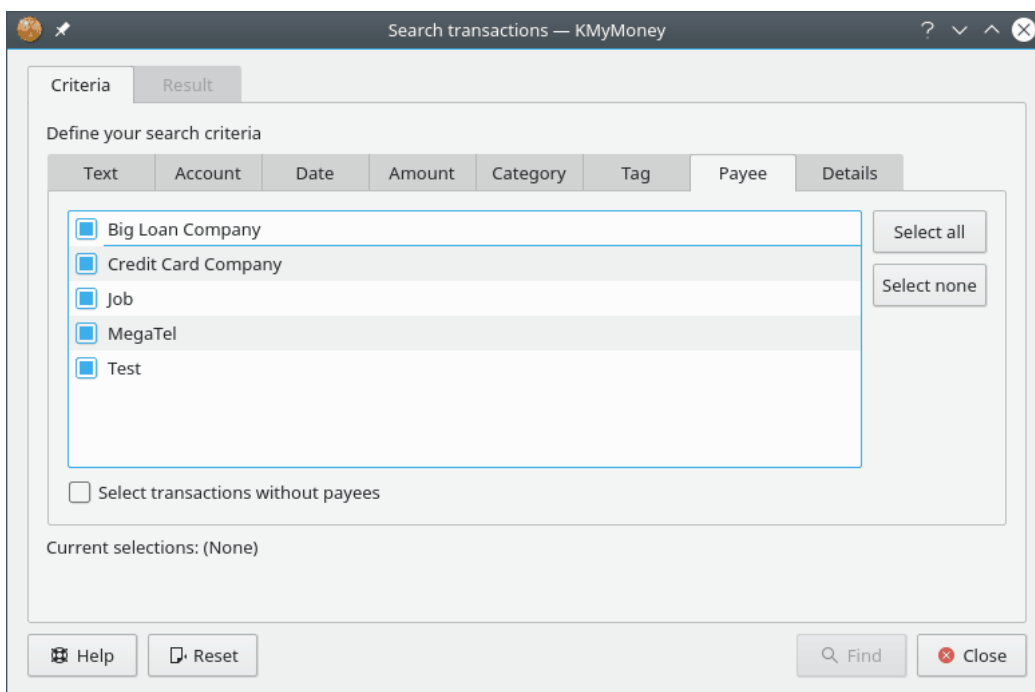 Search transactions — KMyMoney
Criteria Result
Define your search criteria
Text Account Date Amount Category Tag Payee Details
Big Loan Company Select all
Credit Card Company
Select none
Job
MegaTel
Test
Select transactions without payees
Current selections: (None)
Help Reset Find Close